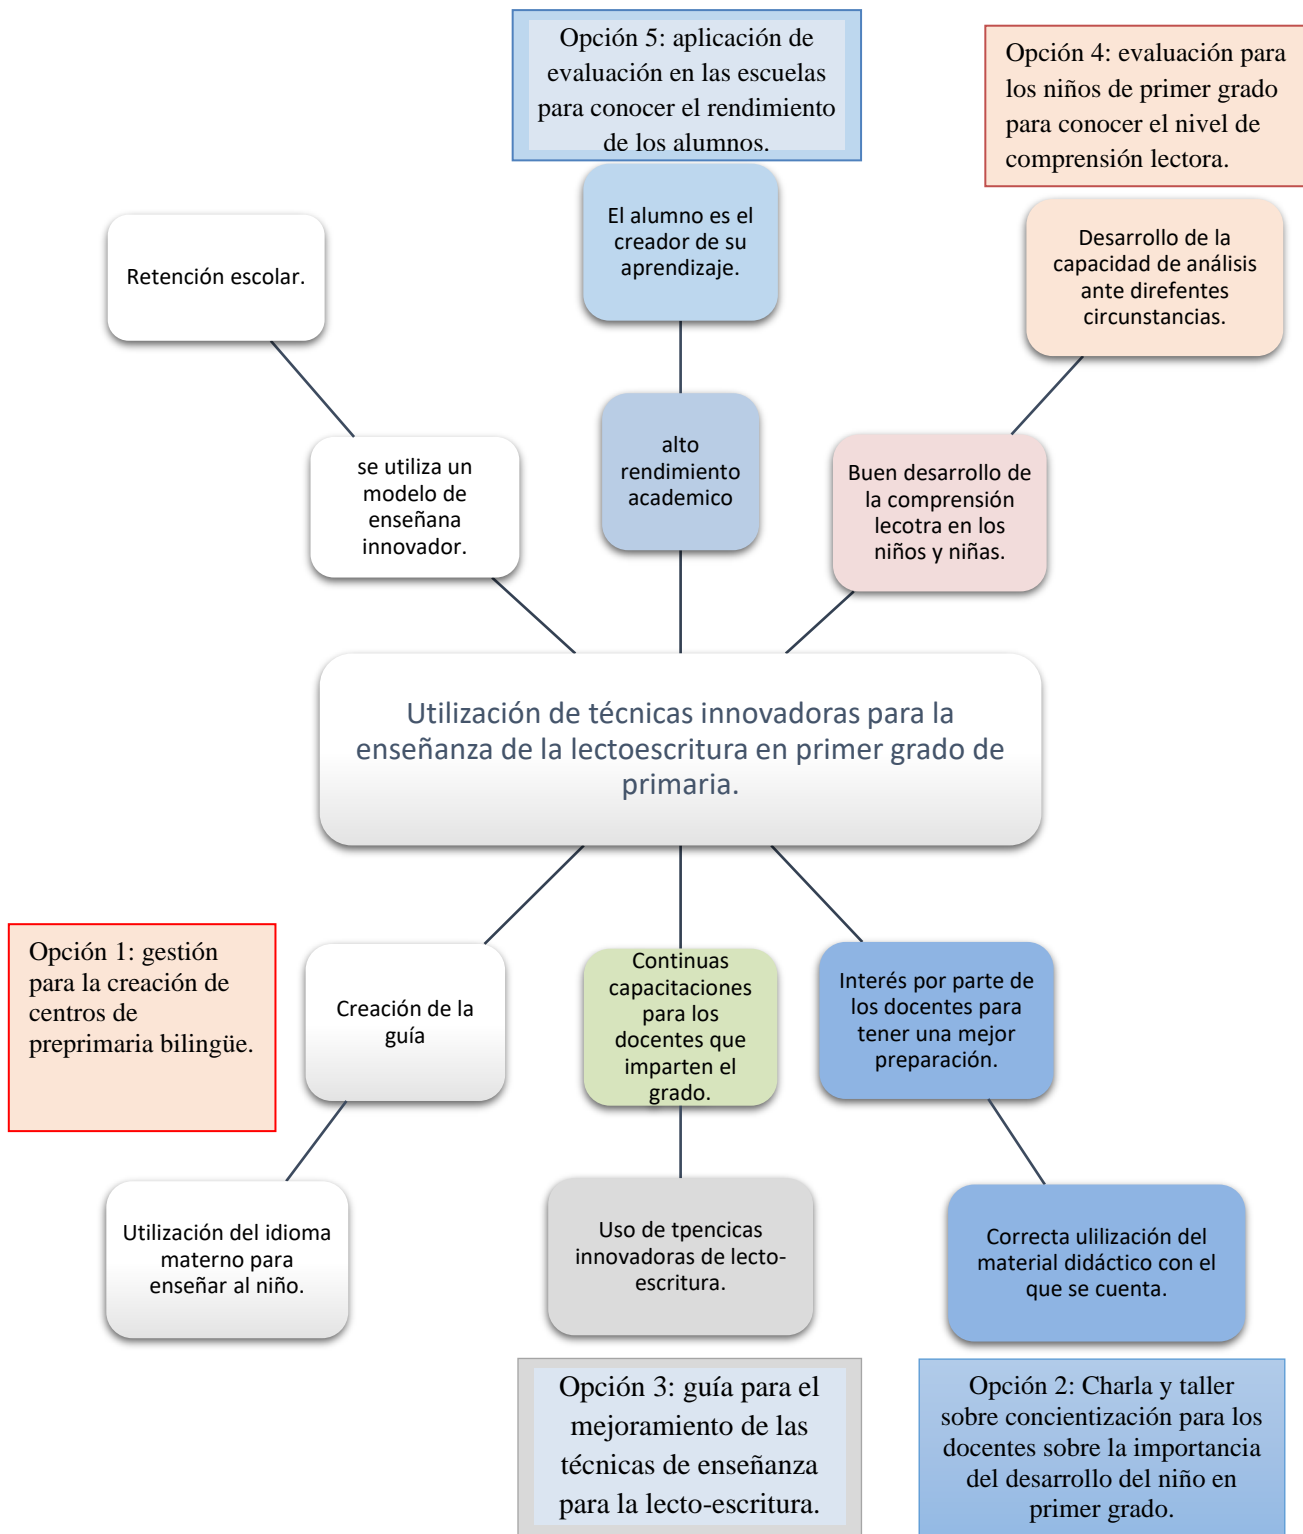 Opción 5: aplicación de
evaluación en las escuelas
para conocer el rendimiento
de los alumnos.
Opción 4: evaluación para
los niños de primer grado
para conocer el nivel de
comprensión lectora.
Retención escolar.
El alumno es el
creador de su
aprendizaje.
Desarrollo de la
capacidad de análisis
ante direfentes
circunstancias.
se utiliza un
modelo de
enseñana
innovador.
alto
rendimiento
academico
Buen desarrollo de
la comprensión
lecotra en los
niños y niñas.
Utilización de técnicas innovadoras para la
enseñanza de la lectoescritura en primer grado de
primaria.
Opción 1: gestión
para la creación de
centros de
preprimaria bilingüe.
Creación de la
guía
Continuas
capacitaciones
para los
docentes que
imparten el
grado.
Interés por parte de
los docentes para
tener una mejor
preparación.
Utilización del idioma
materno para
enseñar al niño.
Uso de tpencicas
innovadoras de lecto-
escritura.
Correcta ulilización del
material didáctico con el
que se cuenta.
Opción 3: guía para el
mejoramiento de las
técnicas de enseñanza
para la lecto-escritura.
Opción 2: Charla y taller
sobre concientización para los
docentes sobre la importancia
del desarrollo del niño en
primer grado.